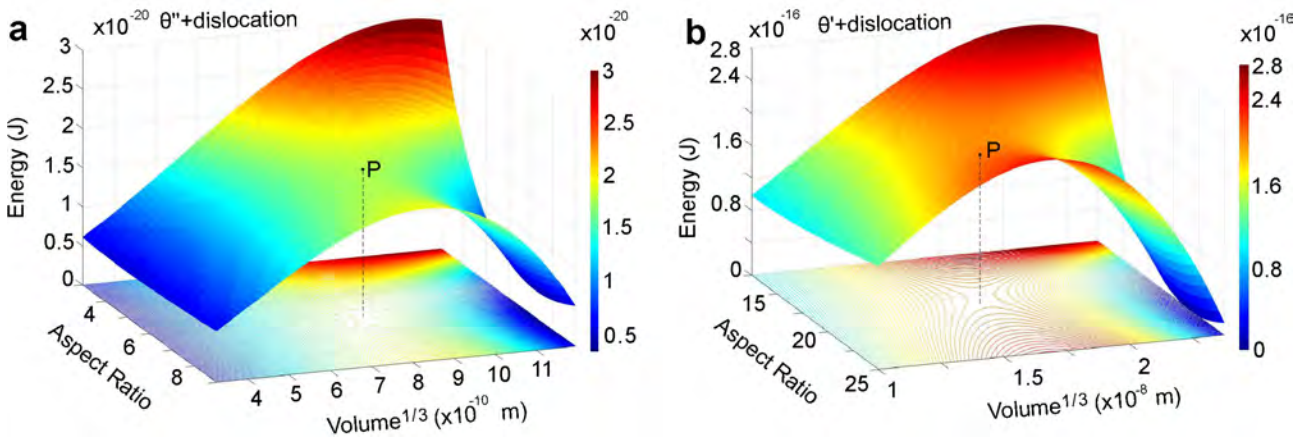 a
x10-20 θ''+dislocation
x10-20
3
2.5
2
1.5
1
0.5
0
Energy (J)
P
3
2.5
2
1.5
1
0.5
4
6
8
Aspect Ratio
4 5 6 7 8 9 10 11
Volume1/3 (x10-10 m)
b
x10-16 θ'+dislocation
x10-16
2.8
2.4
1.6
0.8
0
Energy (J)
P
2.8
2.4
1.6
0.8
0
15
20
25
Aspect Ratio
1 1.5 2
Volume1/3 (x10-8 m)